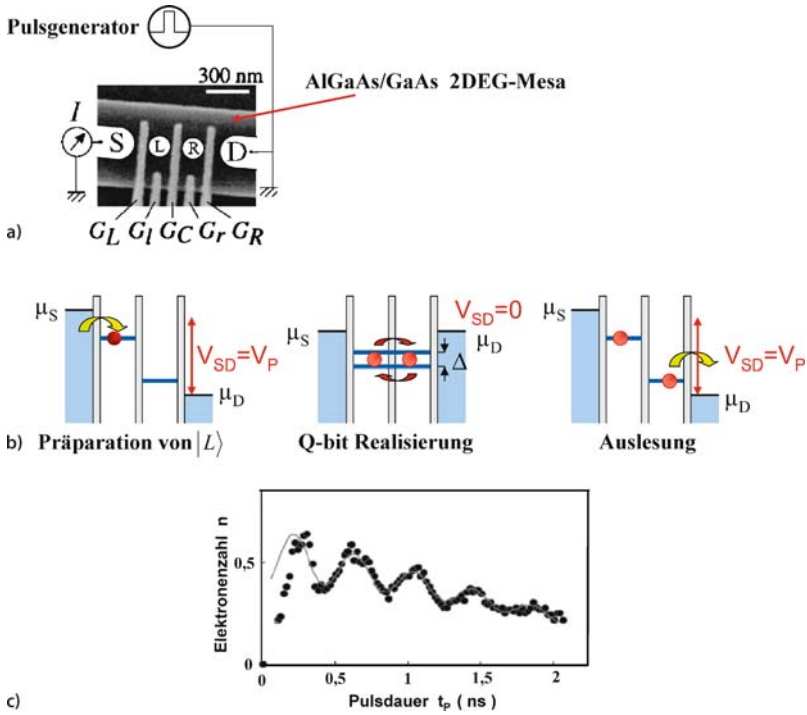 Pulsgenerator
300 nm
AlGaAs/GaAs 2DEG-Mesa
I
S L R D
G_L G_l G_C G_r G_R
a)
μ_S
V_SD=V_P
μ_D
μ_S
V_SD=0
μ_D
Δ
μ_S
V_SD=V_P
μ_D
b) Präparation von |L⟩
Q-bit Realisierung
Auslesung
Elektronenzahl n
0,5
0
0 0,5 1 1,5 2
Pulsdauer t_P ( ns )
c)